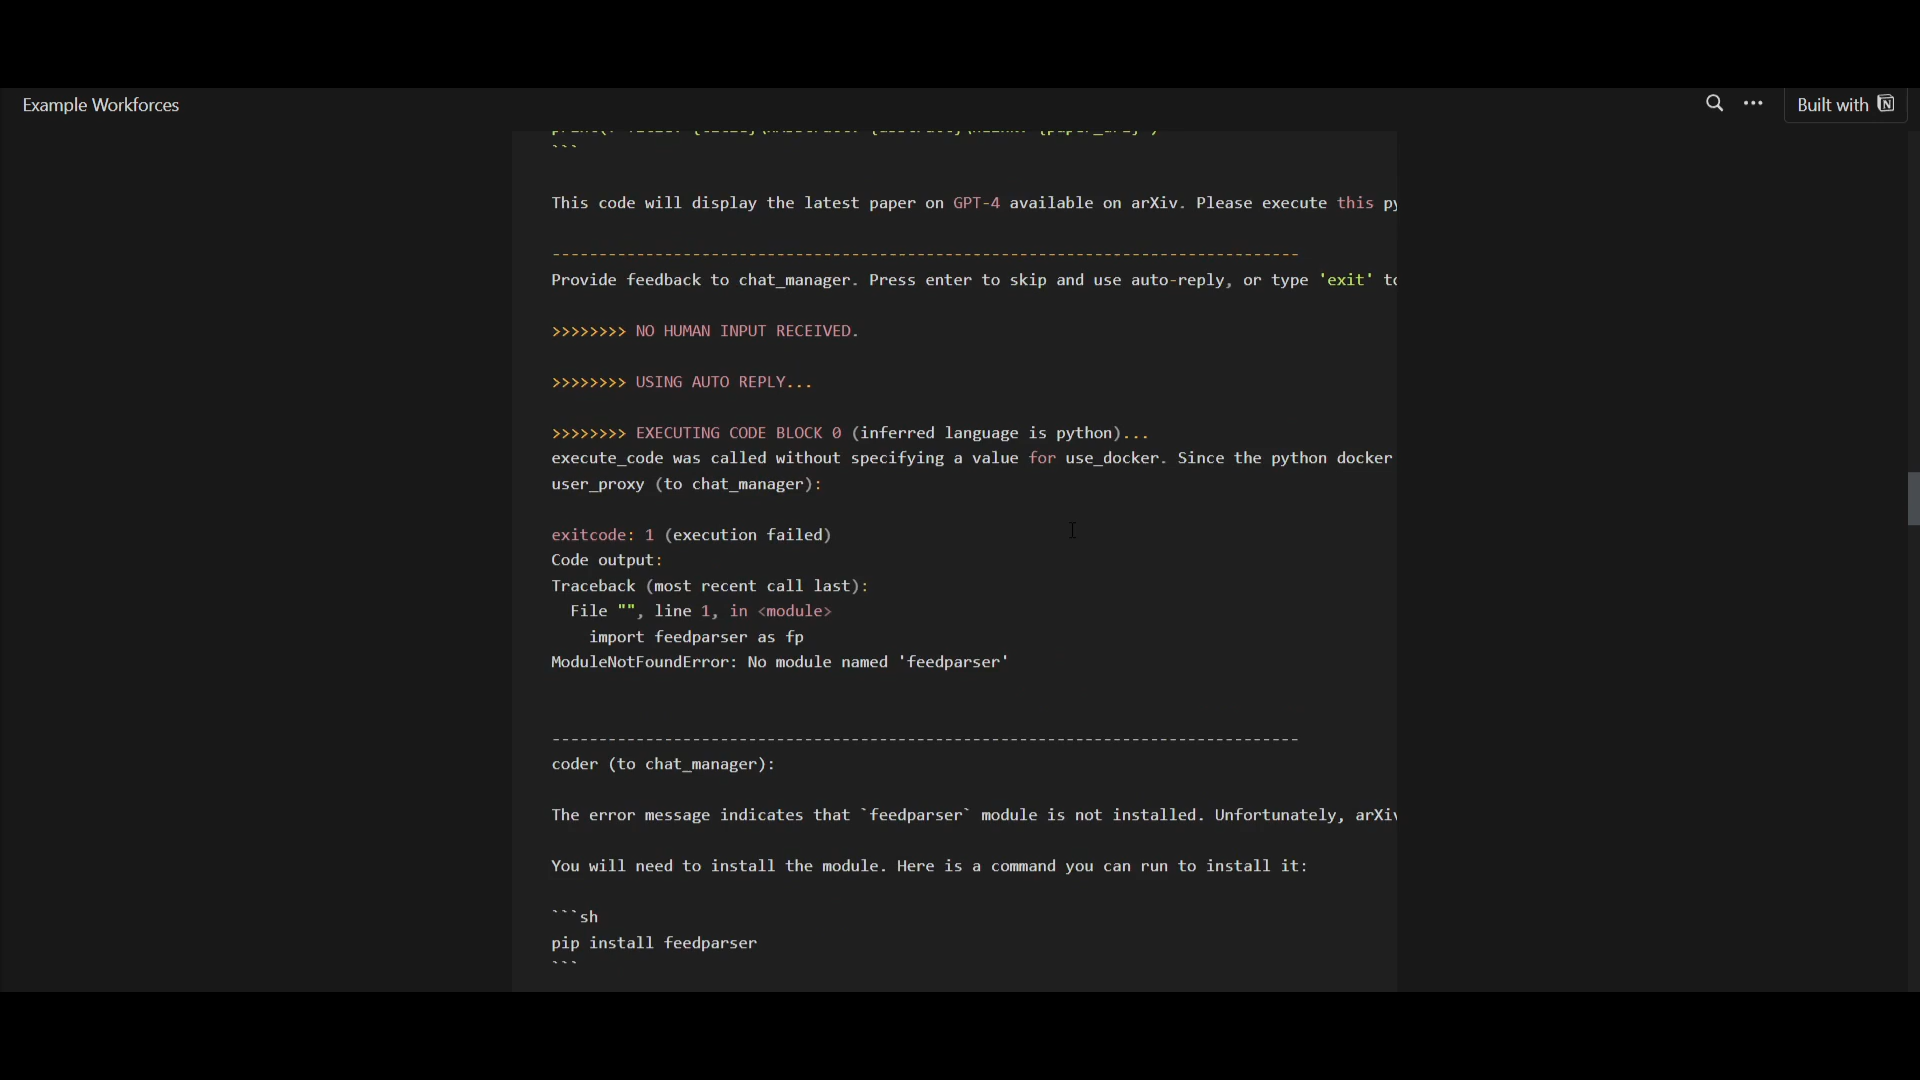 Example Workforces
Built with
```
This code will display the latest paper on GPT-4 available on arXiv. Please execute this py
--------------------------------------------------------------------------------
Provide feedback to chat_manager. Press enter to skip and use auto-reply, or type 'exit' to
>>>>>>>> NO HUMAN INPUT RECEIVED.
>>>>>>>> USING AUTO REPLY...
>>>>>>>> EXECUTING CODE BLOCK 0 (inferred language is python)...
execute_code was called without specifying a value for use_docker. Since the python docker
user_proxy (to chat_manager):
exitcode: 1 (execution failed)
Code output:
Traceback (most recent call last):
File "", line 1, in <module>
import feedparser as fp
ModuleNotFoundError: No module named 'feedparser'
--------------------------------------------------------------------------------
coder (to chat_manager):
The error message indicates that `feedparser` module is not installed. Unfortunately, arXiv
You will need to install the module. Here is a command you can run to install it:
```sh
pip install feedparser
```